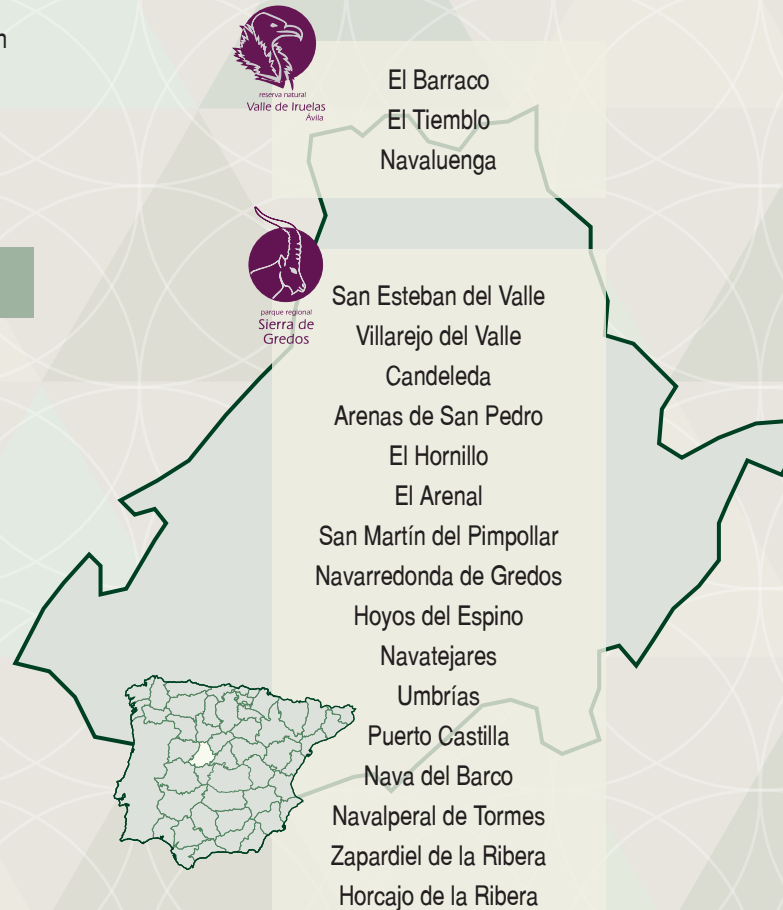 n
reserva natural
Valle de Iruelas
Ávila
El Barraco
El Tiemblo
Navaluenga
parque regional
Sierra de
Gredos
San Esteban del Valle
Villarejo del Valle
Candeleda
Arenas de San Pedro
El Hornillo
El Arenal
San Martín del Pimpollar
Navarredonda de Gredos
Hoyos del Espino
Navatejares
Umbrías
Puerto Castilla
Nava del Barco
Navalperal de Tormes
Zapardiel de la Ribera
Horcajo de la Ribera